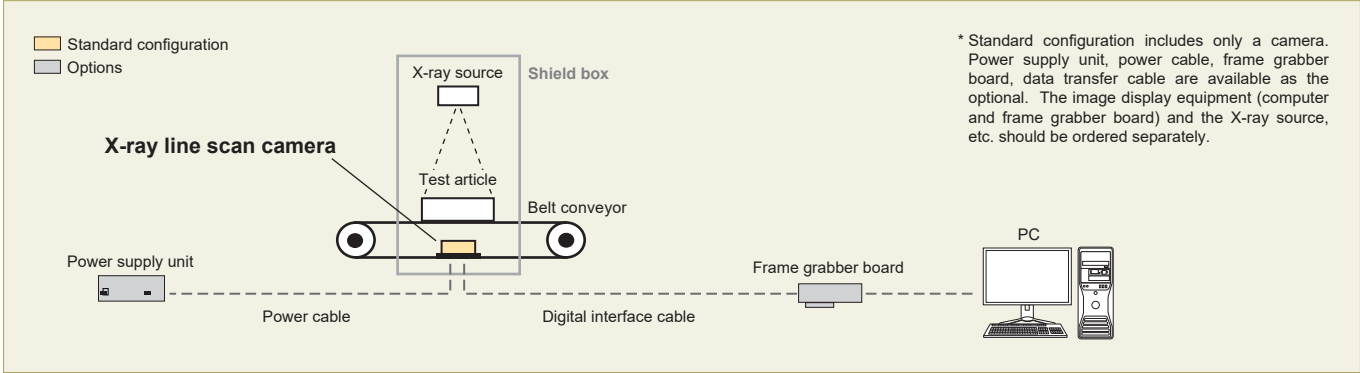 Standard configuration
Options
X-ray source
Shield box
* Standard configuration includes only a camera.
Power supply unit, power cable, frame grabber
board, data transfer cable are available as the
optional. The image display equipment (computer
and frame grabber board) and the X-ray source,
etc. should be ordered separately.
X-ray line scan camera
Test article
Belt conveyor
PC
Power supply unit
Frame grabber board
Power cable
Digital interface cable